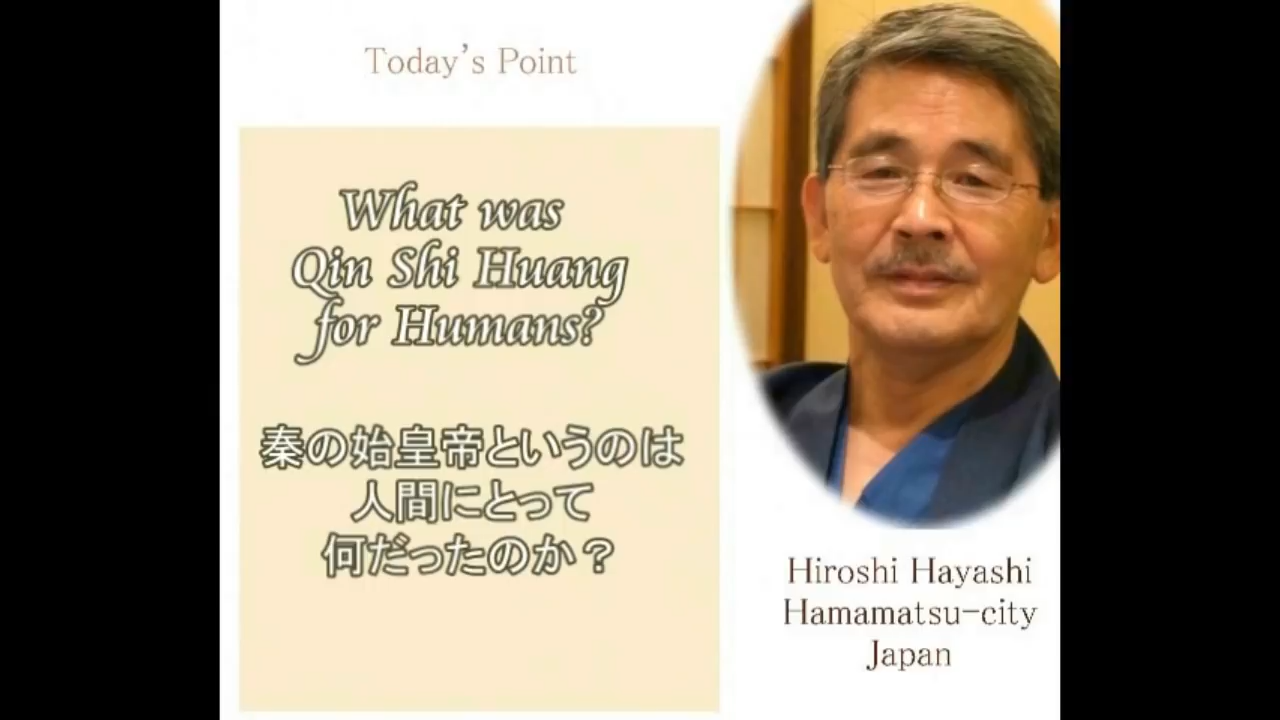 Today's Point
What was
Qin Shi Huang
for Humans?
秦の始皇帝というのは
人間にとって
何だったのか？
Hiroshi Hayashi
Hamamatsu-city
Japan